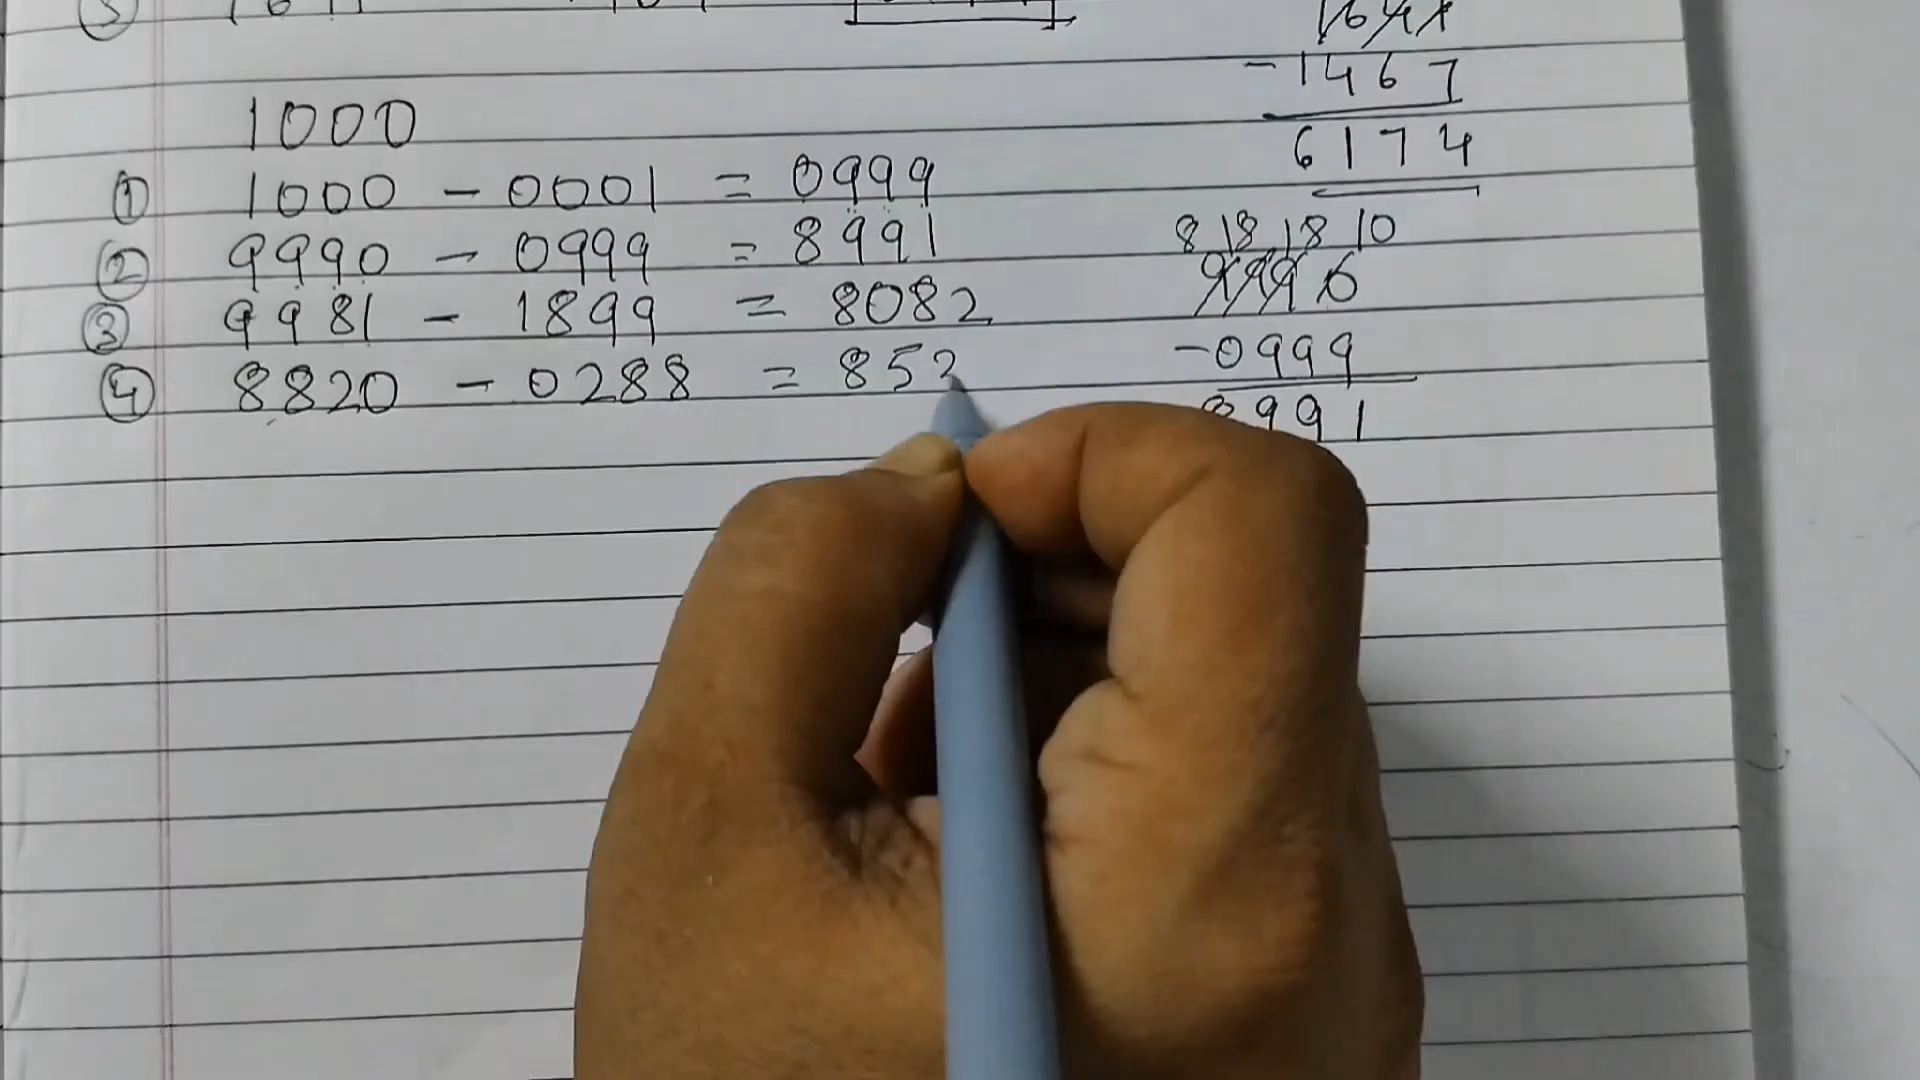 1000
① 1000 - 0001 = 0999
② 9990 - 0999 = 8991
③ 9981 - 1899 = 8082
④ 8820 - 0288 = 853
- 1467
6174
8 18 18 10
9990
- 0999
8991